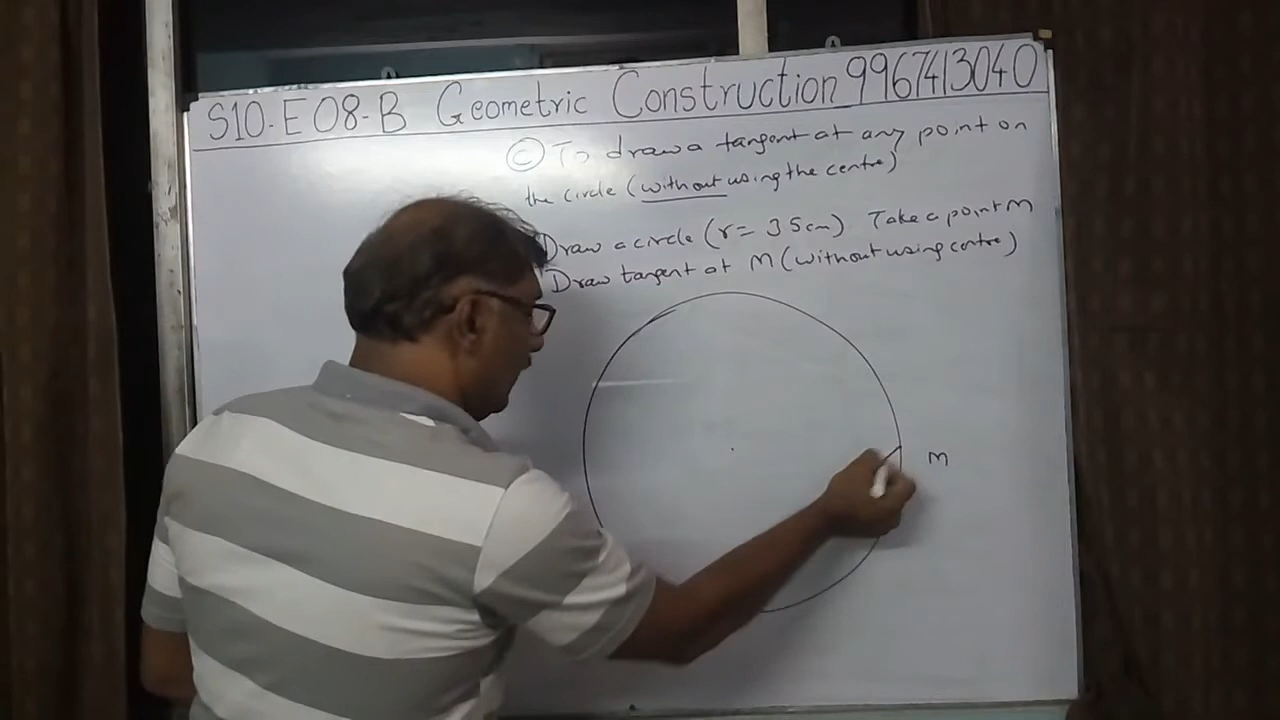 S10-E08-B Geometric Construction 9967413040
(C) To draw a tangent at any point on
the circle (without using the centre)
Draw a circle (r = 3.5cm) Take a point M
Draw tangent at M (without using centre)
M